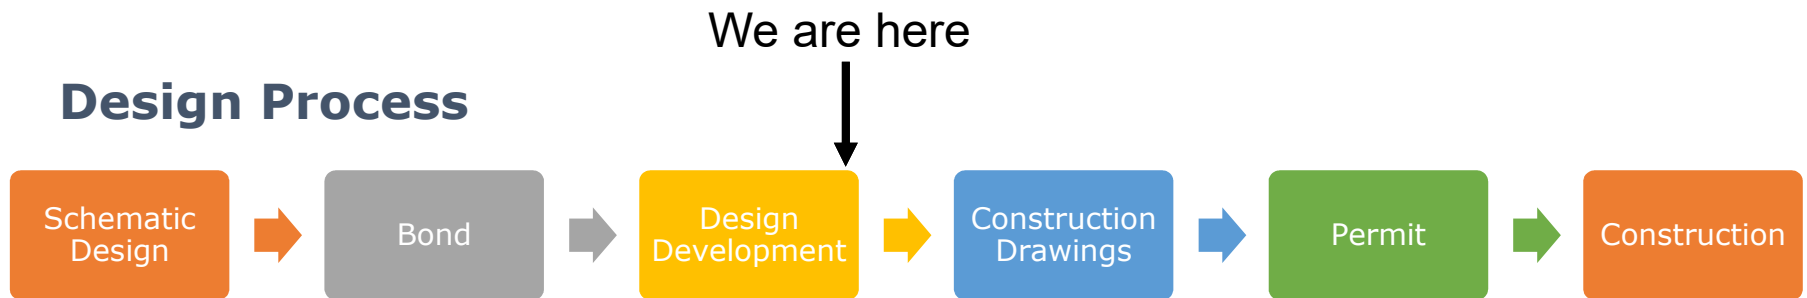 We are here
Design Process
Schematic
Design
Bond
Design
Development
Construction
Drawings
Permit
Construction